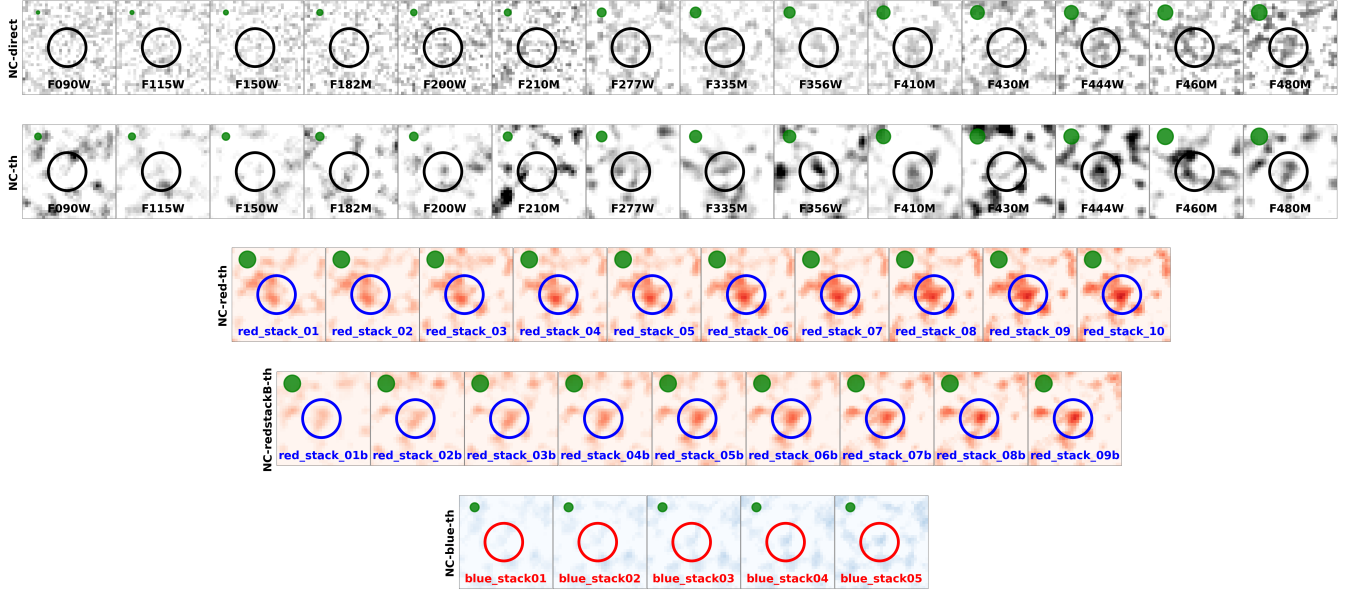 NC-direct
F090W F115W F150W F182M F200W F210M F277W F335M F356W F410M F430M F444W F460M F480M
NC-th
F090W F115W F150W F182M F200W F210M F277W F335M F356W F410M F430M F444W F460M F480M
NC-red-th
red_stack_01 red_stack_02 red_stack_03 red_stack_04 red_stack_05 red_stack_06 red_stack_07 red_stack_08 red_stack_09 red_stack_10
NC-redstackB-th
red_stack_01b red_stack_02b red_stack_03b red_stack_04b red_stack_05b red_stack_06b red_stack_07b red_stack_08b red_stack_09b
NC-blue-th
blue_stack01 blue_stack02 blue_stack03 blue_stack04 blue_stack05